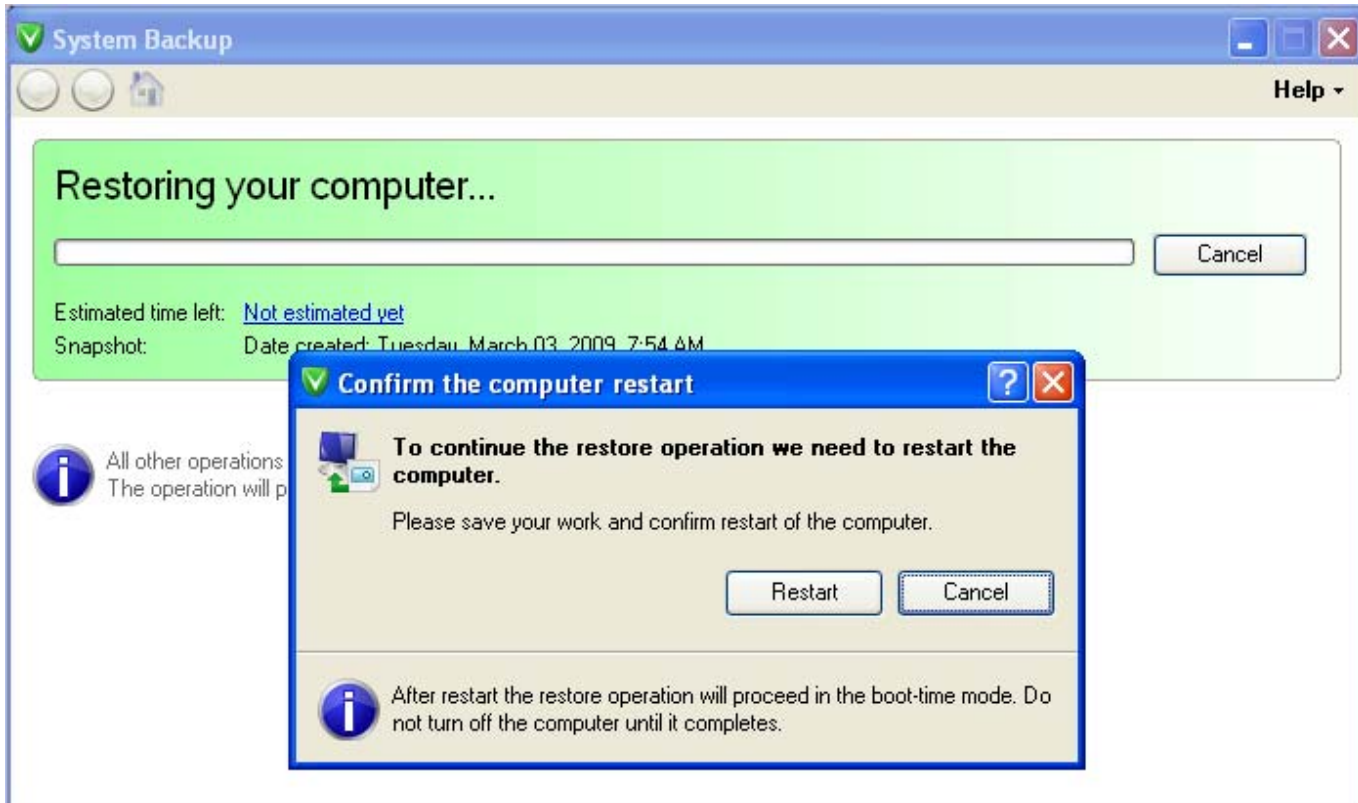 System Backup
Help
Restoring your computer...
Cancel
Estimated time left: Not estimated yet
Snapshot: Date created: Tuesday, March 03, 2009, 7:54 AM
Confirm the computer restart
To continue the restore operation we need to restart the
computer.
All other operations
The operation will p
Please save your work and confirm restart of the computer.
Restart Cancel
After restart the restore operation will proceed in the boot-time mode. Do
not turn off the computer until it completes.